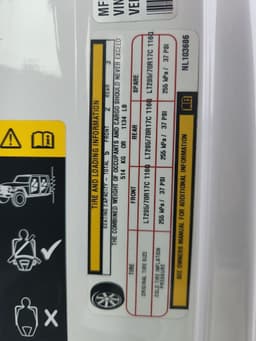 MF
VIN
VE
TIRE AND LOADING INFORMATION
SEATING CAPACITY - TOTAL 5 FRONT 2 REAR 3
THE COMBINED WEIGHT OF OCCUPANTS AND CARGO SHOULD NEVER EXCEED
514 KG OR 1134 LB
TIRE FRONT REAR SPARE
ORIGINAL TIRE SIZE LT285/70R17C 116Q LT285/70R17C 116Q LT285/70R17C 116Q
COLD TIRE INFLATION PRESSURE 255 kPa / 37 PSI 255 kPa / 37 PSI 255 kPa / 37 PSI
SEE OWNERS MANUAL FOR ADDITIONAL INFORMATION
NL103686